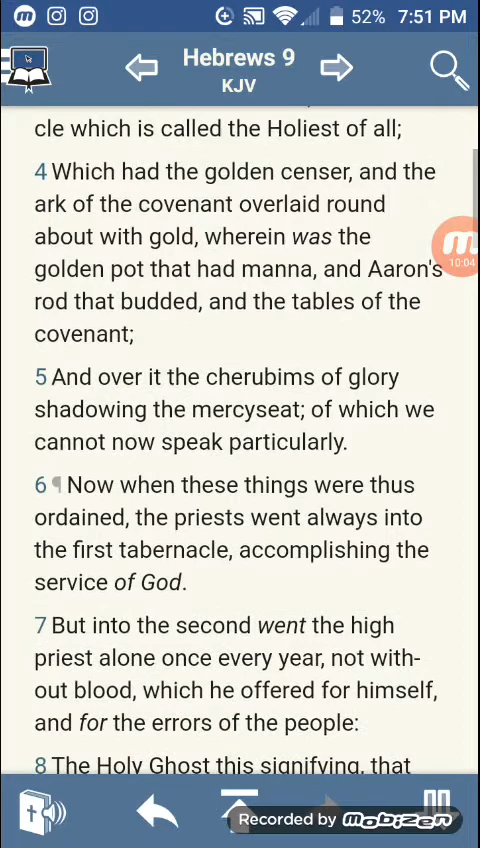 52% 7:51 PM
Hebrews 9
KJV
cle which is called the Holiest of all;
4 Which had the golden censer, and the
ark of the covenant overlaid round
about with gold, wherein was the
golden pot that had manna, and Aaron's
10:04
rod that budded, and the tables of the
covenant;
5 And over it the cherubims of glory
shadowing the mercyseat; of which we
cannot now speak particularly.
6 ¶ Now when these things were thus
ordained, the priests went always into
the first tabernacle, accomplishing the
service of God.
7 But into the second went the high
priest alone once every year, not with-
out blood, which he offered for himself,
and for the errors of the people:
8 The Holy Ghost this signifying, that
Recorded by mobizen